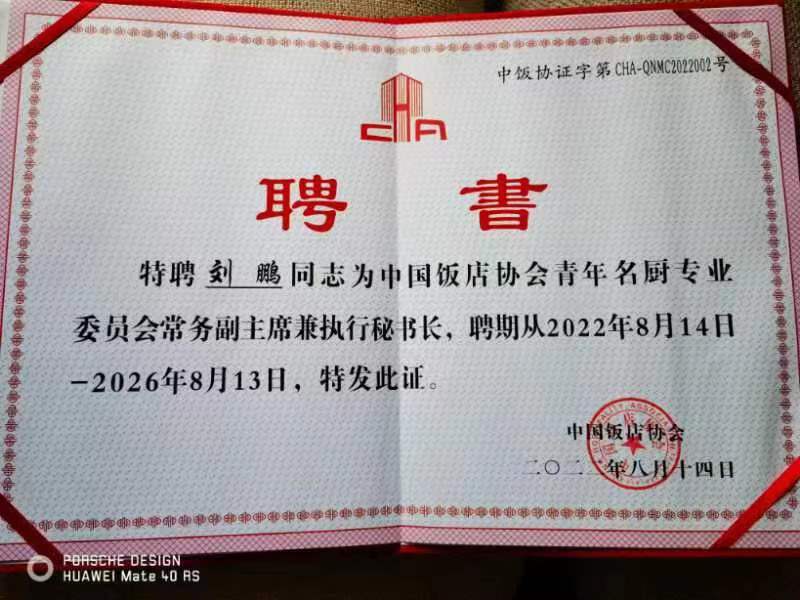 中饭协证字第CHA-QNMC2022002号
CHA
聘 书
特聘 刘 鹏 同志为中国饭店协会青年名厨专业
委员会常务副主席兼执行秘书长，聘期从2022年8月14日
-2026年8月13日，特发此证。
中国饭店协会
二〇二二年八月十四日
PORSCHE DESIGN
HUAWEI Mate 40 RS